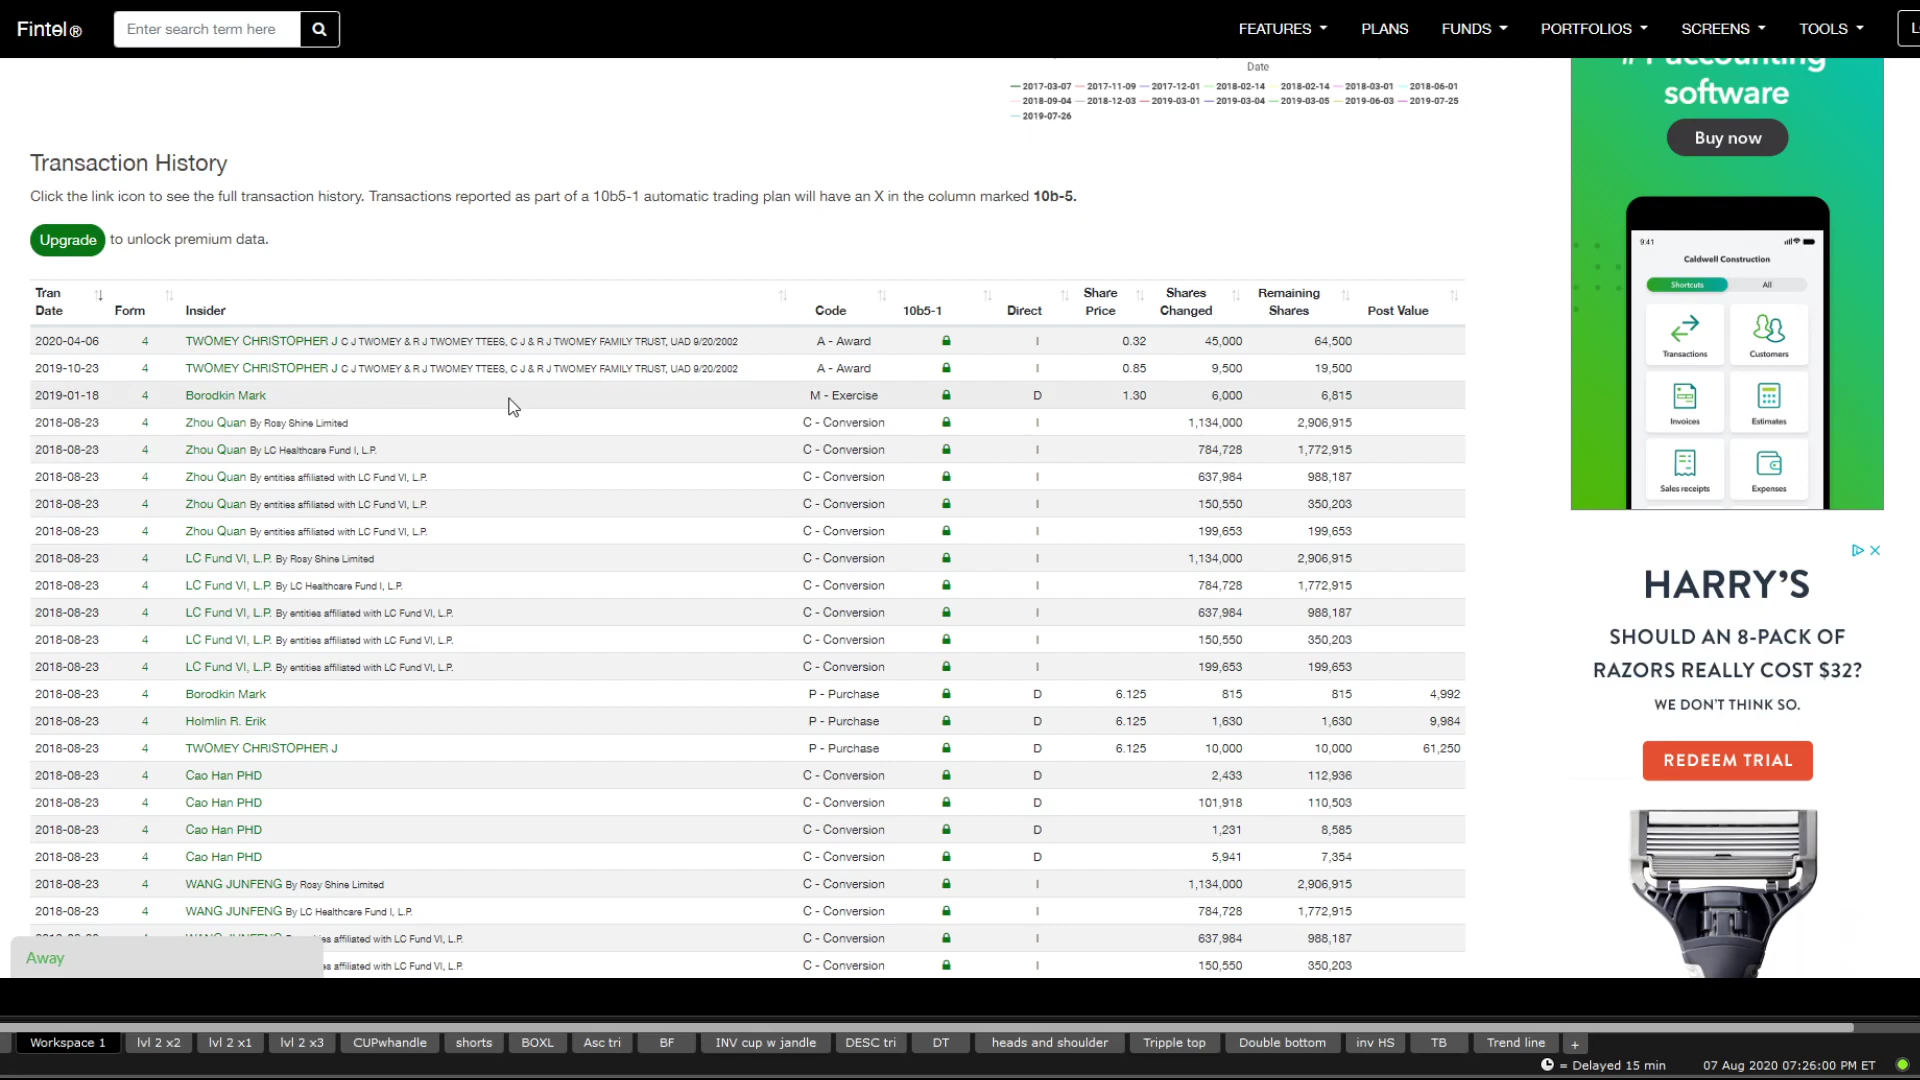 Fintel®
Enter search term here
FEATURES PLANS FUNDS PORTFOLIOS SCREENS TOOLS
Date
2017-03-07 2017-11-09 2017-12-01 2018-02-14 2018-02-14 2018-03-01 2018-06-01
2018-09-04 2018-12-03 2019-03-01 2019-03-04 2019-03-05 2019-06-03 2019-07-25
2019-07-26
Transaction History
Click the link icon to see the full transaction history. Transactions reported as part of a 10b5-1 automatic trading plan will have an X in the column marked 10b-5.
Upgrade to unlock premium data.
Tran Date Form Insider Code 10b5-1 Direct Share Price Shares Changed Remaining Shares Post Value
2020-04-06 4 TWOMEY CHRISTOPHER J C J TWOMEY & R J TWOMEY TTEES, C J & R J TWOMEY FAMILY TRUST, UAD 9/20/2002 A - Award I 0.32 45,000 64,500
2019-10-23 4 TWOMEY CHRISTOPHER J C J TWOMEY & R J TWOMEY TTEES, C J & R J TWOMEY FAMILY TRUST, UAD 9/20/2002 A - Award I 0.85 9,500 19,500
2019-01-18 4 Borodkin Mark M - Exercise D 1.30 6,000 6,815
2018-08-23 4 Zhou Quan By Rosy Shine Limited C - Conversion I 1,134,000 2,906,915
2018-08-23 4 Zhou Quan By LC Healthcare Fund I, L.P. C - Conversion I 784,728 1,772,915
2018-08-23 4 Zhou Quan By entities affiliated with LC Fund VI, L.P. C - Conversion I 637,984 988,187
2018-08-23 4 Zhou Quan By entities affiliated with LC Fund VI, L.P. C - Conversion I 150,550 350,203
2018-08-23 4 Zhou Quan By entities affiliated with LC Fund VI, L.P. C - Conversion I 199,653 199,653
2018-08-23 4 LC Fund VI, L.P. By Rosy Shine Limited C - Conversion I 1,134,000 2,906,915
2018-08-23 4 LC Fund VI, L.P. By LC Healthcare Fund I, L.P. C - Conversion I 784,728 1,772,915
2018-08-23 4 LC Fund VI, L.P. By entities affiliated with LC Fund VI, L.P. C - Conversion I 637,984 988,187
2018-08-23 4 LC Fund VI, L.P. By entities affiliated with LC Fund VI, L.P. C - Conversion I 150,550 350,203
2018-08-23 4 LC Fund VI, L.P. By entities affiliated with LC Fund VI, L.P. C - Conversion I 199,653 199,653
2018-08-23 4 Borodkin Mark P - Purchase D 6.125 815 815 4,992
2018-08-23 4 Holmlin R. Erik P - Purchase D 6.125 1,630 1,630 9,984
2018-08-23 4 TWOMEY CHRISTOPHER J P - Purchase D 6.125 10,000 10,000 61,250
2018-08-23 4 Cao Han PHD C - Conversion D 2,433 112,936
2018-08-23 4 Cao Han PHD C - Conversion D 101,918 110,503
2018-08-23 4 Cao Han PHD C - Conversion D 1,231 8,585
2018-08-23 4 Cao Han PHD C - Conversion D 5,941 7,354
2018-08-23 4 WANG JUNFENG By Rosy Shine Limited C - Conversion I 1,134,000 2,906,915
2018-08-23 4 WANG JUNFENG By LC Healthcare Fund I, L.P. C - Conversion I 784,728 1,772,915
affiliated with LC Fund VI, L.P. C - Conversion I 637,984 988,187
affiliated with LC Fund VI, L.P. C - Conversion I 150,550 350,203
Away
accounting
software
Buy now
9:41
Caldwell Construction
Shortcuts All
Transactions Customers
Invoices Estimates
Sales receipts Expenses
HARRY'S
SHOULD AN 8-PACK OF
RAZORS REALLY COST $32?
WE DON'T THINK SO.
REDEEM TRIAL
Workspace 1 lvl 2 x2 lvl 2 x1 lvl 2 x3 CUPwhandle shorts BOXL Asc tri BF INV cup w jandle DESC tri DT heads and shoulder Tripple top Double bottom inv HS TB Trend line +
= Delayed 15 min 07 Aug 2020 07:26:00 PM ET